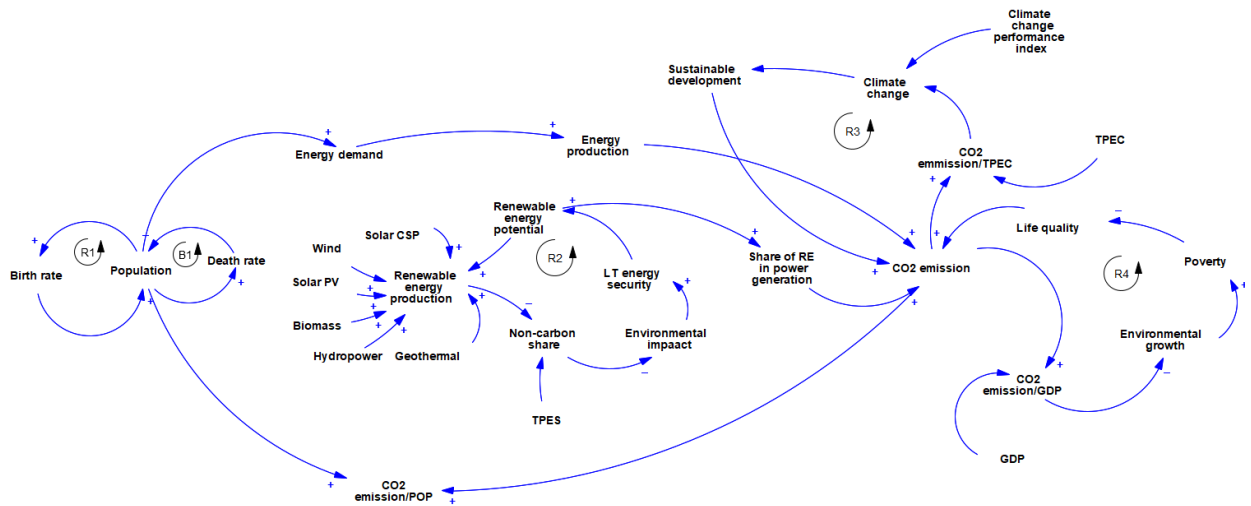 Climate
change
performance
index
Sustainable
development
Climate
change
R3
Energy
production
Energy demand
CO2
emmission/TPEC
TPEC
Renewable
energy
potential
Life quality
Solar CSP
Wind
R1
B1
Population
Death rate
Birth rate
R2
Share of RE
in power
generation
CO2 emission
Poverty
R4
Solar PV
Renewable
energy
production
LT energy
security
Biomass
Hydropower
Geothermal
Non-carbon
share
Environmental
impaact
Environmental
growth
CO2
emission/GDP
TPES
GDP
CO2
emission/POP